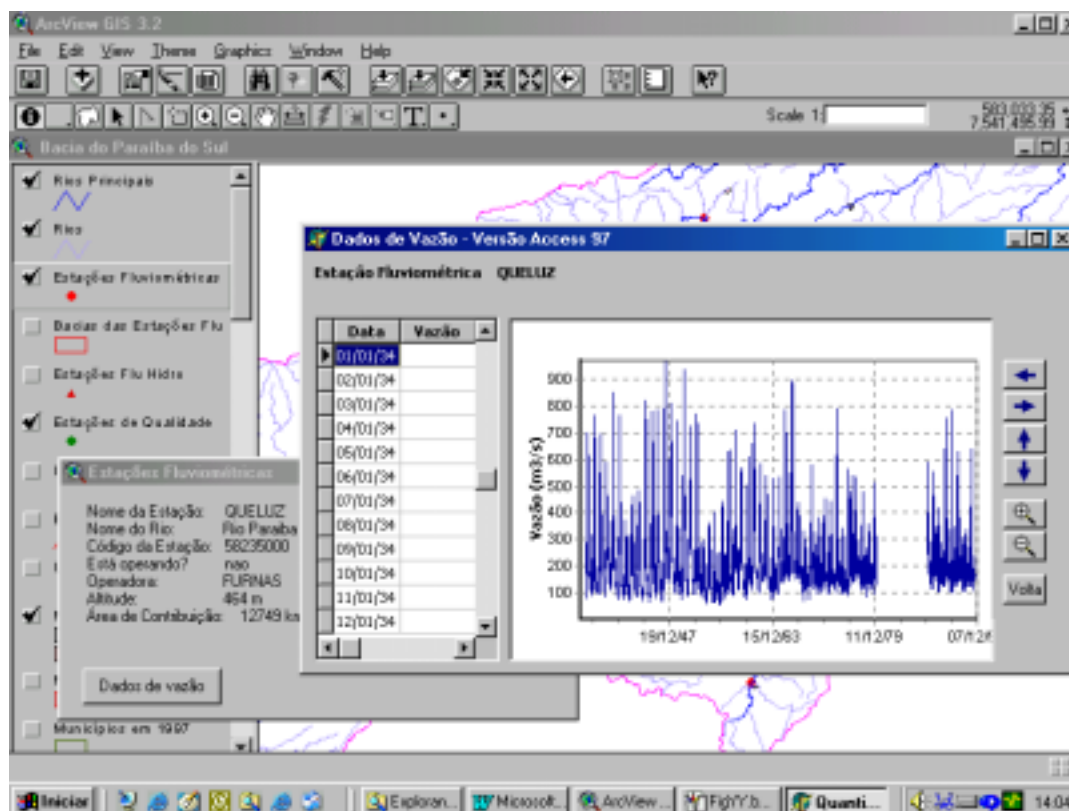 ArcView GIS 3.2
File Edit View Theme Graphics Window Help
Scale 1:
583,033.35
7,541,495.99
Bacia do Paraíba do Sul
Rios Principais
Rios
Estações Fluviométricas
Bacias das Estações Flu
Estações Flu Hidro
Estações de Qualidade
Municípios em 1997
Estações Fluviométricas
Nome da Estação: QUELUZ
Nome do Rio: Rio Paraíba
Código da Estação: 58235000
Está operando? nao
Operadora: FURNAS
Altitude: 464 m
Área de Contribuição: 12749 km
Dados de vazão
Dados de Vazão - Versão Access 97
Estação Fluviométrica QUELUZ
Data Vazão
01/01/34
02/01/34
03/01/34
04/01/34
05/01/34
06/01/34
07/01/34
08/01/34
09/01/34
10/01/34
11/01/34
12/01/34
Vazão (m3/s)
900
800
700
600
500
400
300
200
100
19/12/47 15/12/63 11/12/79 07/12/
Volta
Iniciar Exploran... Microsoft... ArcView ... Quanti... 14:04